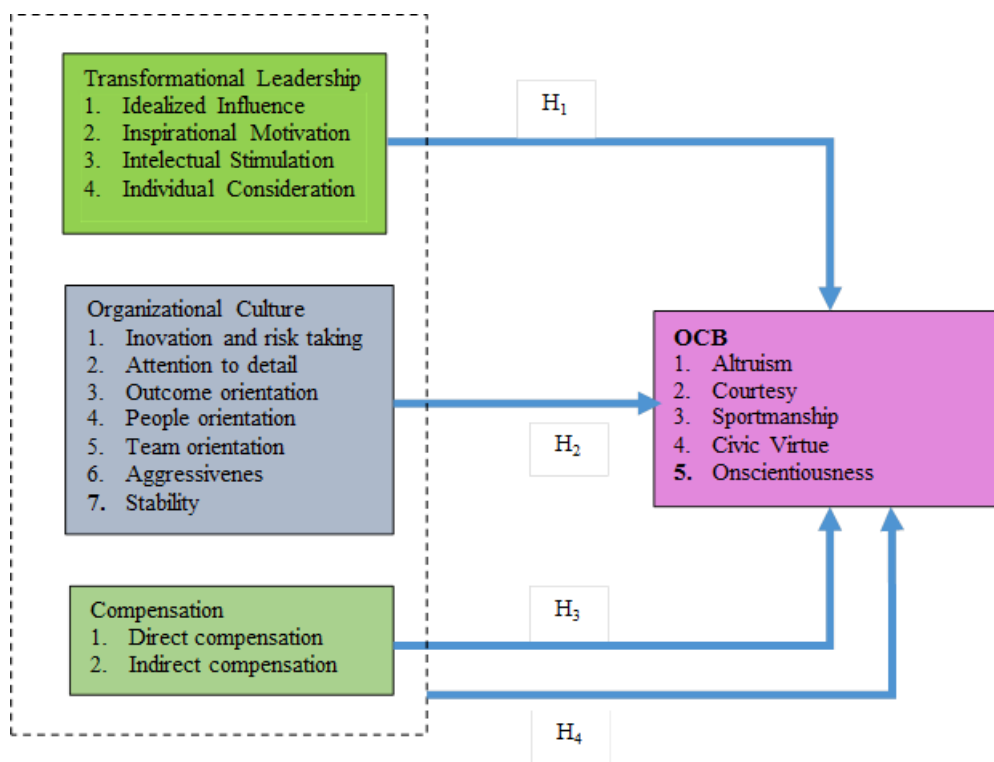 Transformational Leadership
1. Idealized Influence
2. Inspirational Motivation
3. Intelectual Stimulation
4. Individual Consideration
H₁
Organizational Culture
1. Inovation and risk taking
2. Attention to detail
3. Outcome orientation
4. People orientation
5. Team orientation
6. Aggressivenes
7. Stability
H₂
OCB
1. Altruism
2. Courtesy
3. Sportmanship
4. Civic Virtue
5. Onscientiousness
Compensation
1. Direct compensation
2. Indirect compensation
H₃
H₄